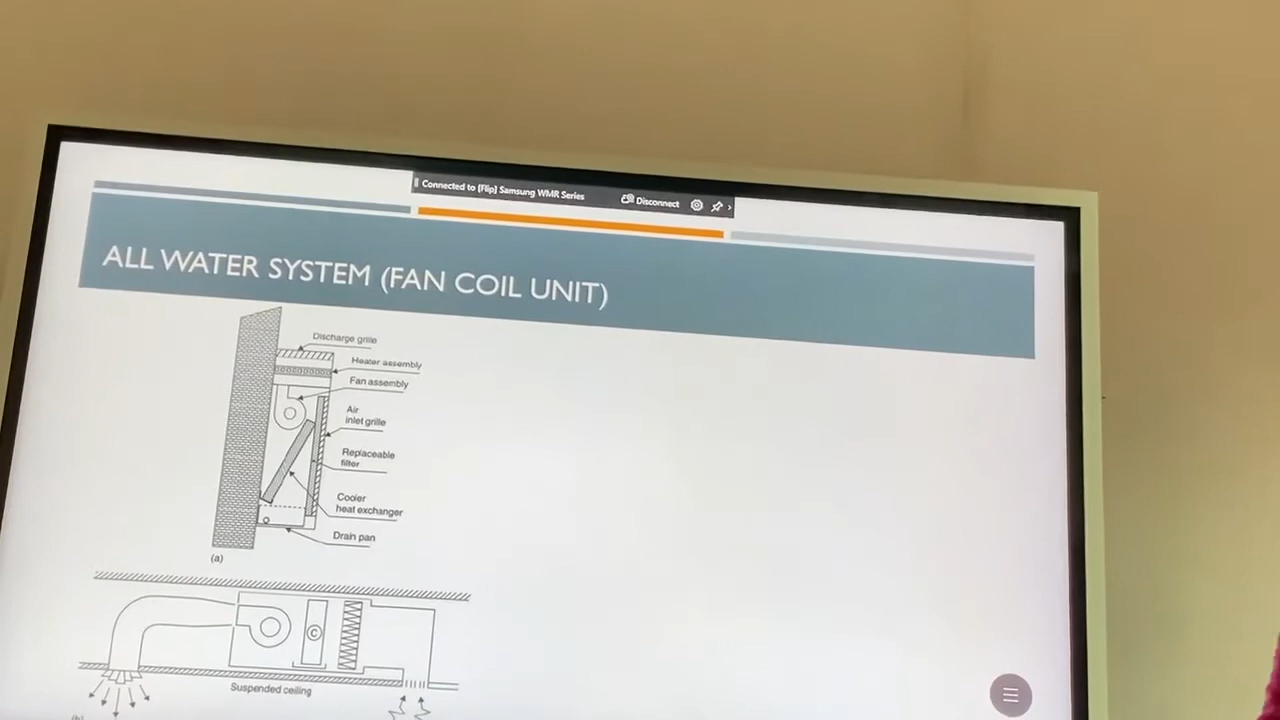 Connected to [Flip] Samsung WMR Series
Disconnect
ALL WATER SYSTEM (FAN COIL UNIT)
Discharge grille
Heater assembly
Fan assembly
Air
inlet grille
Replaceable
filter
Cooler
heat exchanger
Drain pan
(a)
C
Suspended ceiling